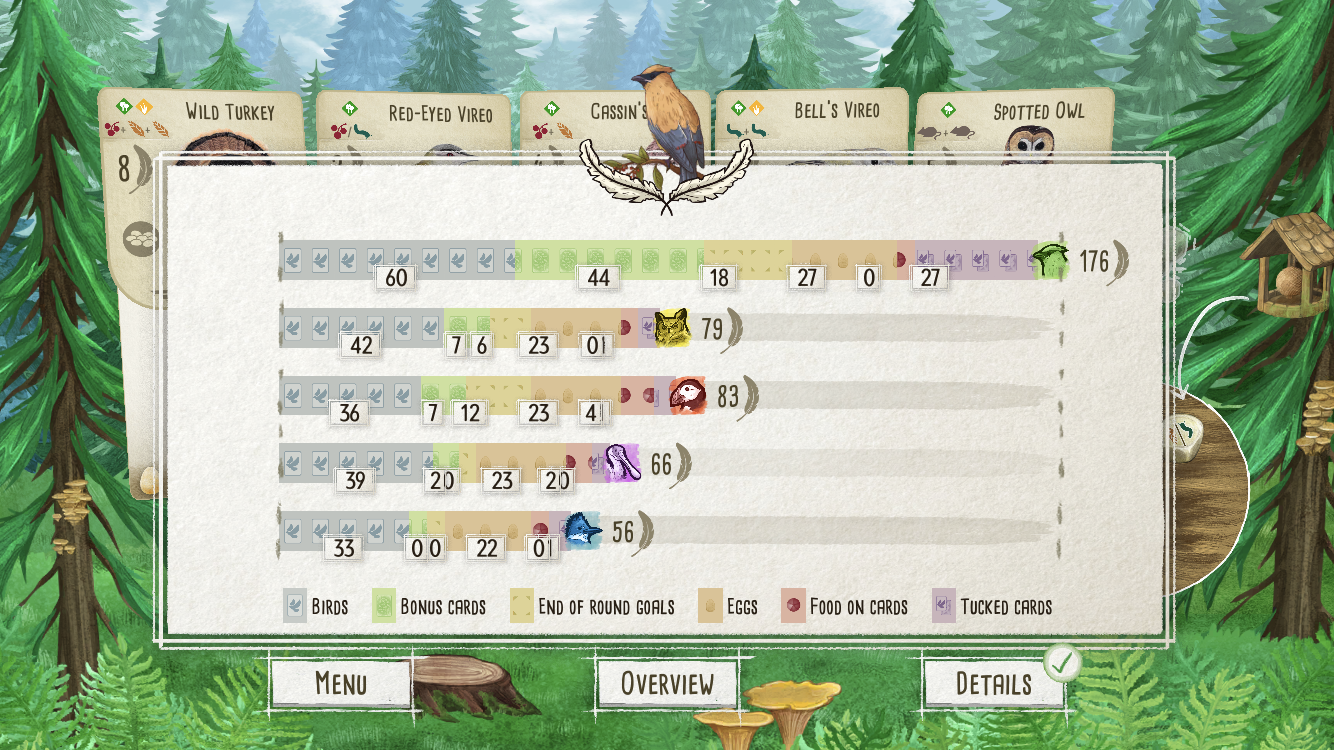 Wild Turkey
Red-Eyed Vireo
Cassin's
Bell's Vireo
Spotted Owl
8
60 44 18 27 0 27 176
42 7 6 23 0 1 79
36 7 12 23 4 83
39 2 0 23 2 0 66
33 0 0 22 0 1 56
Birds
Bonus cards
End of round goals
Eggs
Food on cards
Tucked cards
Menu
Overview
Details